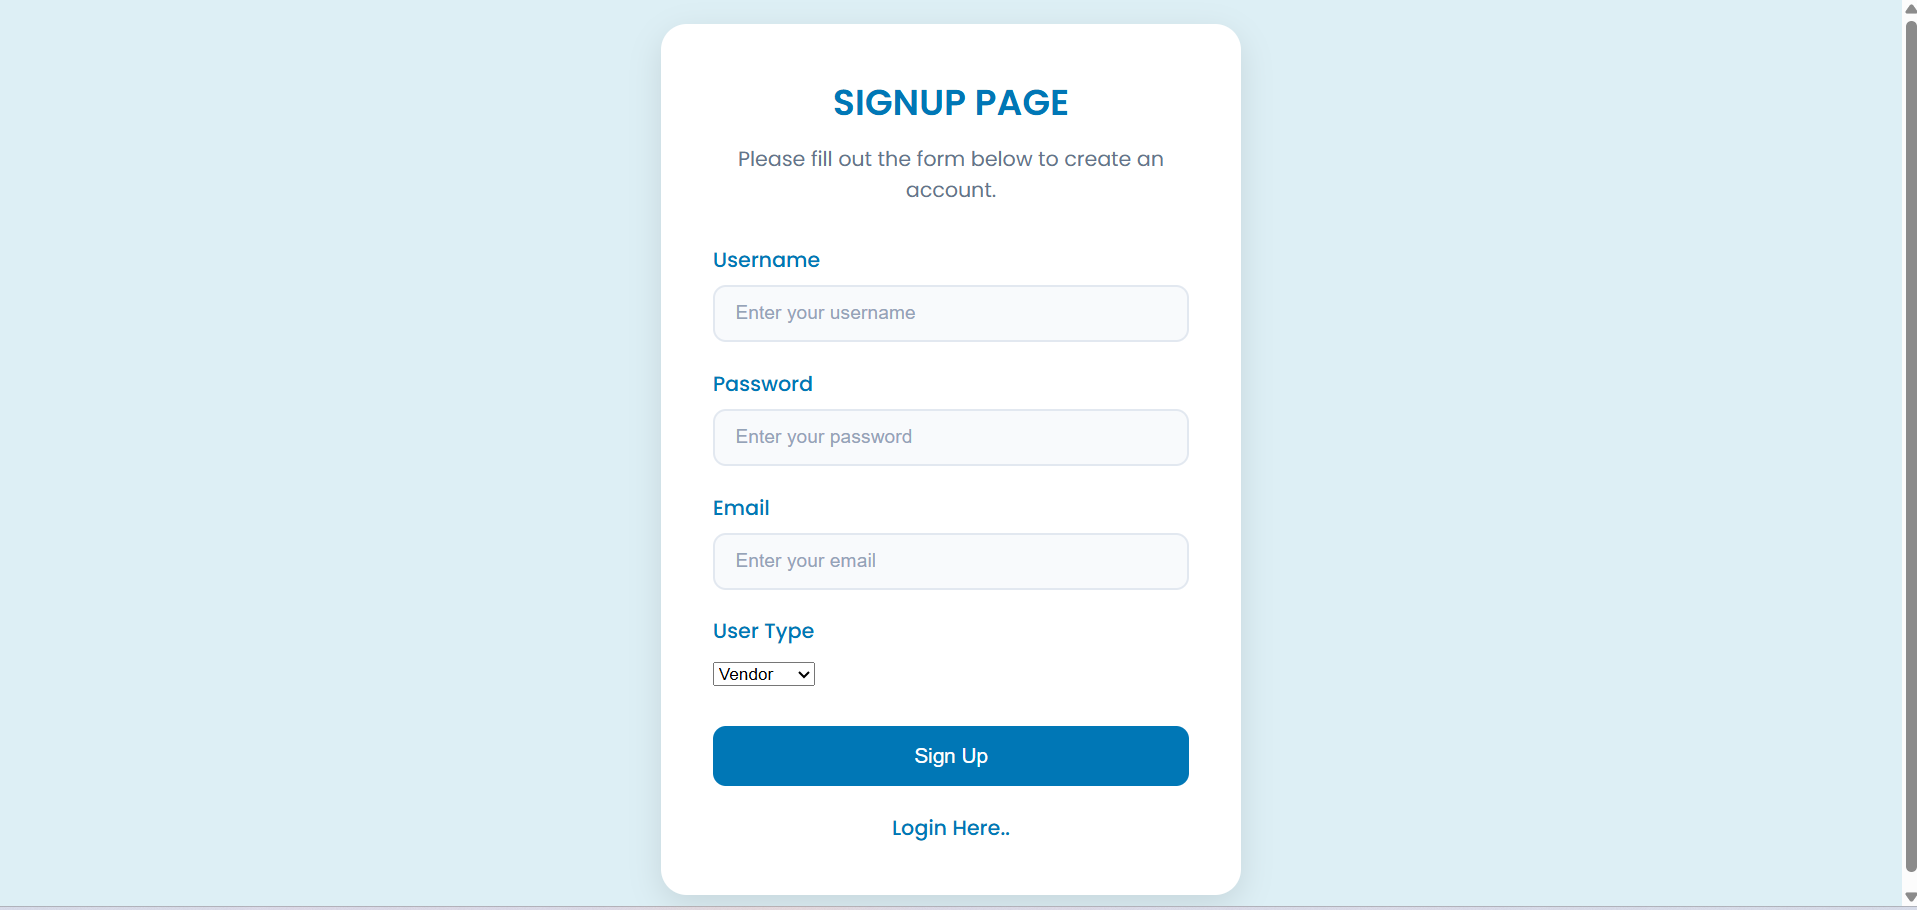 SIGNUP PAGE
Please fill out the form below to create an
account.
Username
Enter your username
Password
Enter your password
Email
Enter your email
User Type
Vendor
Sign Up
Login Here..